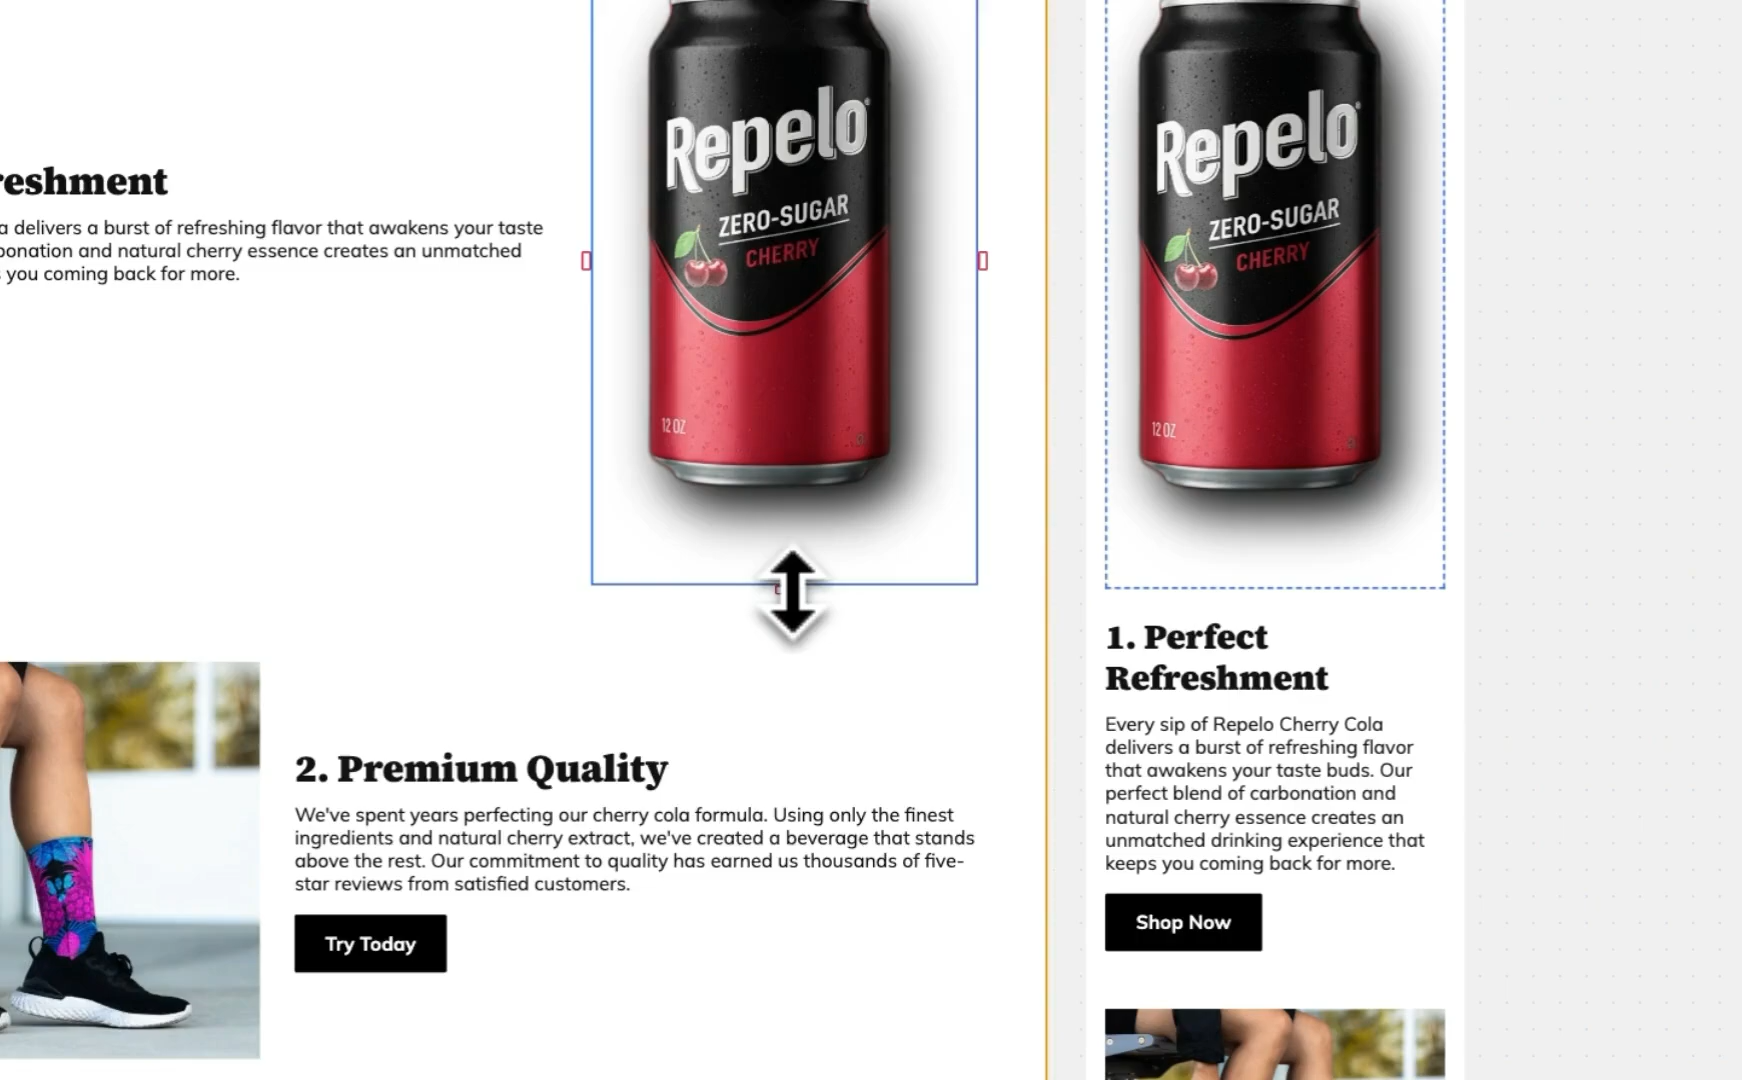 Repelo
ZERO-SUGAR
CHERRY
12 OZ
reshment
a delivers a burst of refreshing flavor that awakens your taste
bonation and natural cherry essence creates an unmatched
s you coming back for more.
2. Premium Quality
We've spent years perfecting our cherry cola formula. Using only the finest
ingredients and natural cherry extract, we've created a beverage that stands
above the rest. Our commitment to quality has earned us thousands of five-
star reviews from satisfied customers.
Try Today
Repelo
ZERO-SUGAR
CHERRY
12 OZ
1. Perfect
Refreshment
Every sip of Repelo Cherry Cola
delivers a burst of refreshing flavor
that awakens your taste buds. Our
perfect blend of carbonation and
natural cherry essence creates an
unmatched drinking experience that
keeps you coming back for more.
Shop Now